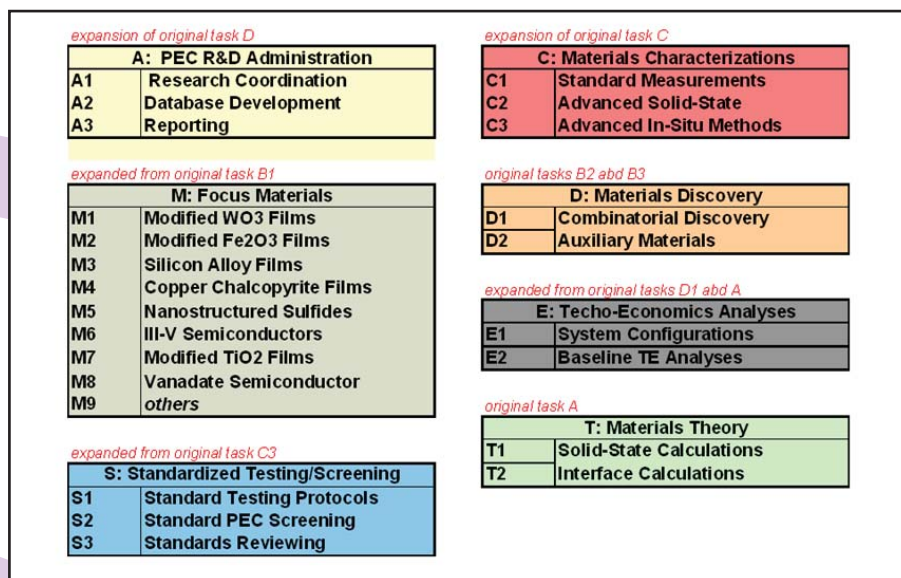 expansion of original task D
A: PEC R&D Administration
A1 Research Coordination
A2 Database Development
A3 Reporting
expanded from original task B1
M: Focus Materials
M1 Modified WO3 Films
M2 Modified Fe2O3 Films
M3 Silicon Alloy Films
M4 Copper Chalcopyrite Films
M5 Nanostructured Sulfides
M6 III-V Semiconductors
M7 Modified TiO2 Films
M8 Vanadate Semiconductor
M9 others
expanded from original task C3
S: Standardized Testing/Screening
S1 Standard Testing Protocols
S2 Standard PEC Screening
S3 Standards Reviewing
expansion of original task C
C: Materials Characterizations
C1 Standard Measurements
C2 Advanced Solid-State
C3 Advanced In-Situ Methods
original tasks B2 abd B3
D: Materials Discovery
D1 Combinatorial Discovery
D2 Auxiliary Materials
expanded from original tasks D1 abd A
E: Techo-Economics Analyses
E1 System Configurations
E2 Baseline TE Analyses
original task A
T: Materials Theory
T1 Solid-State Calculations
T2 Interface Calculations